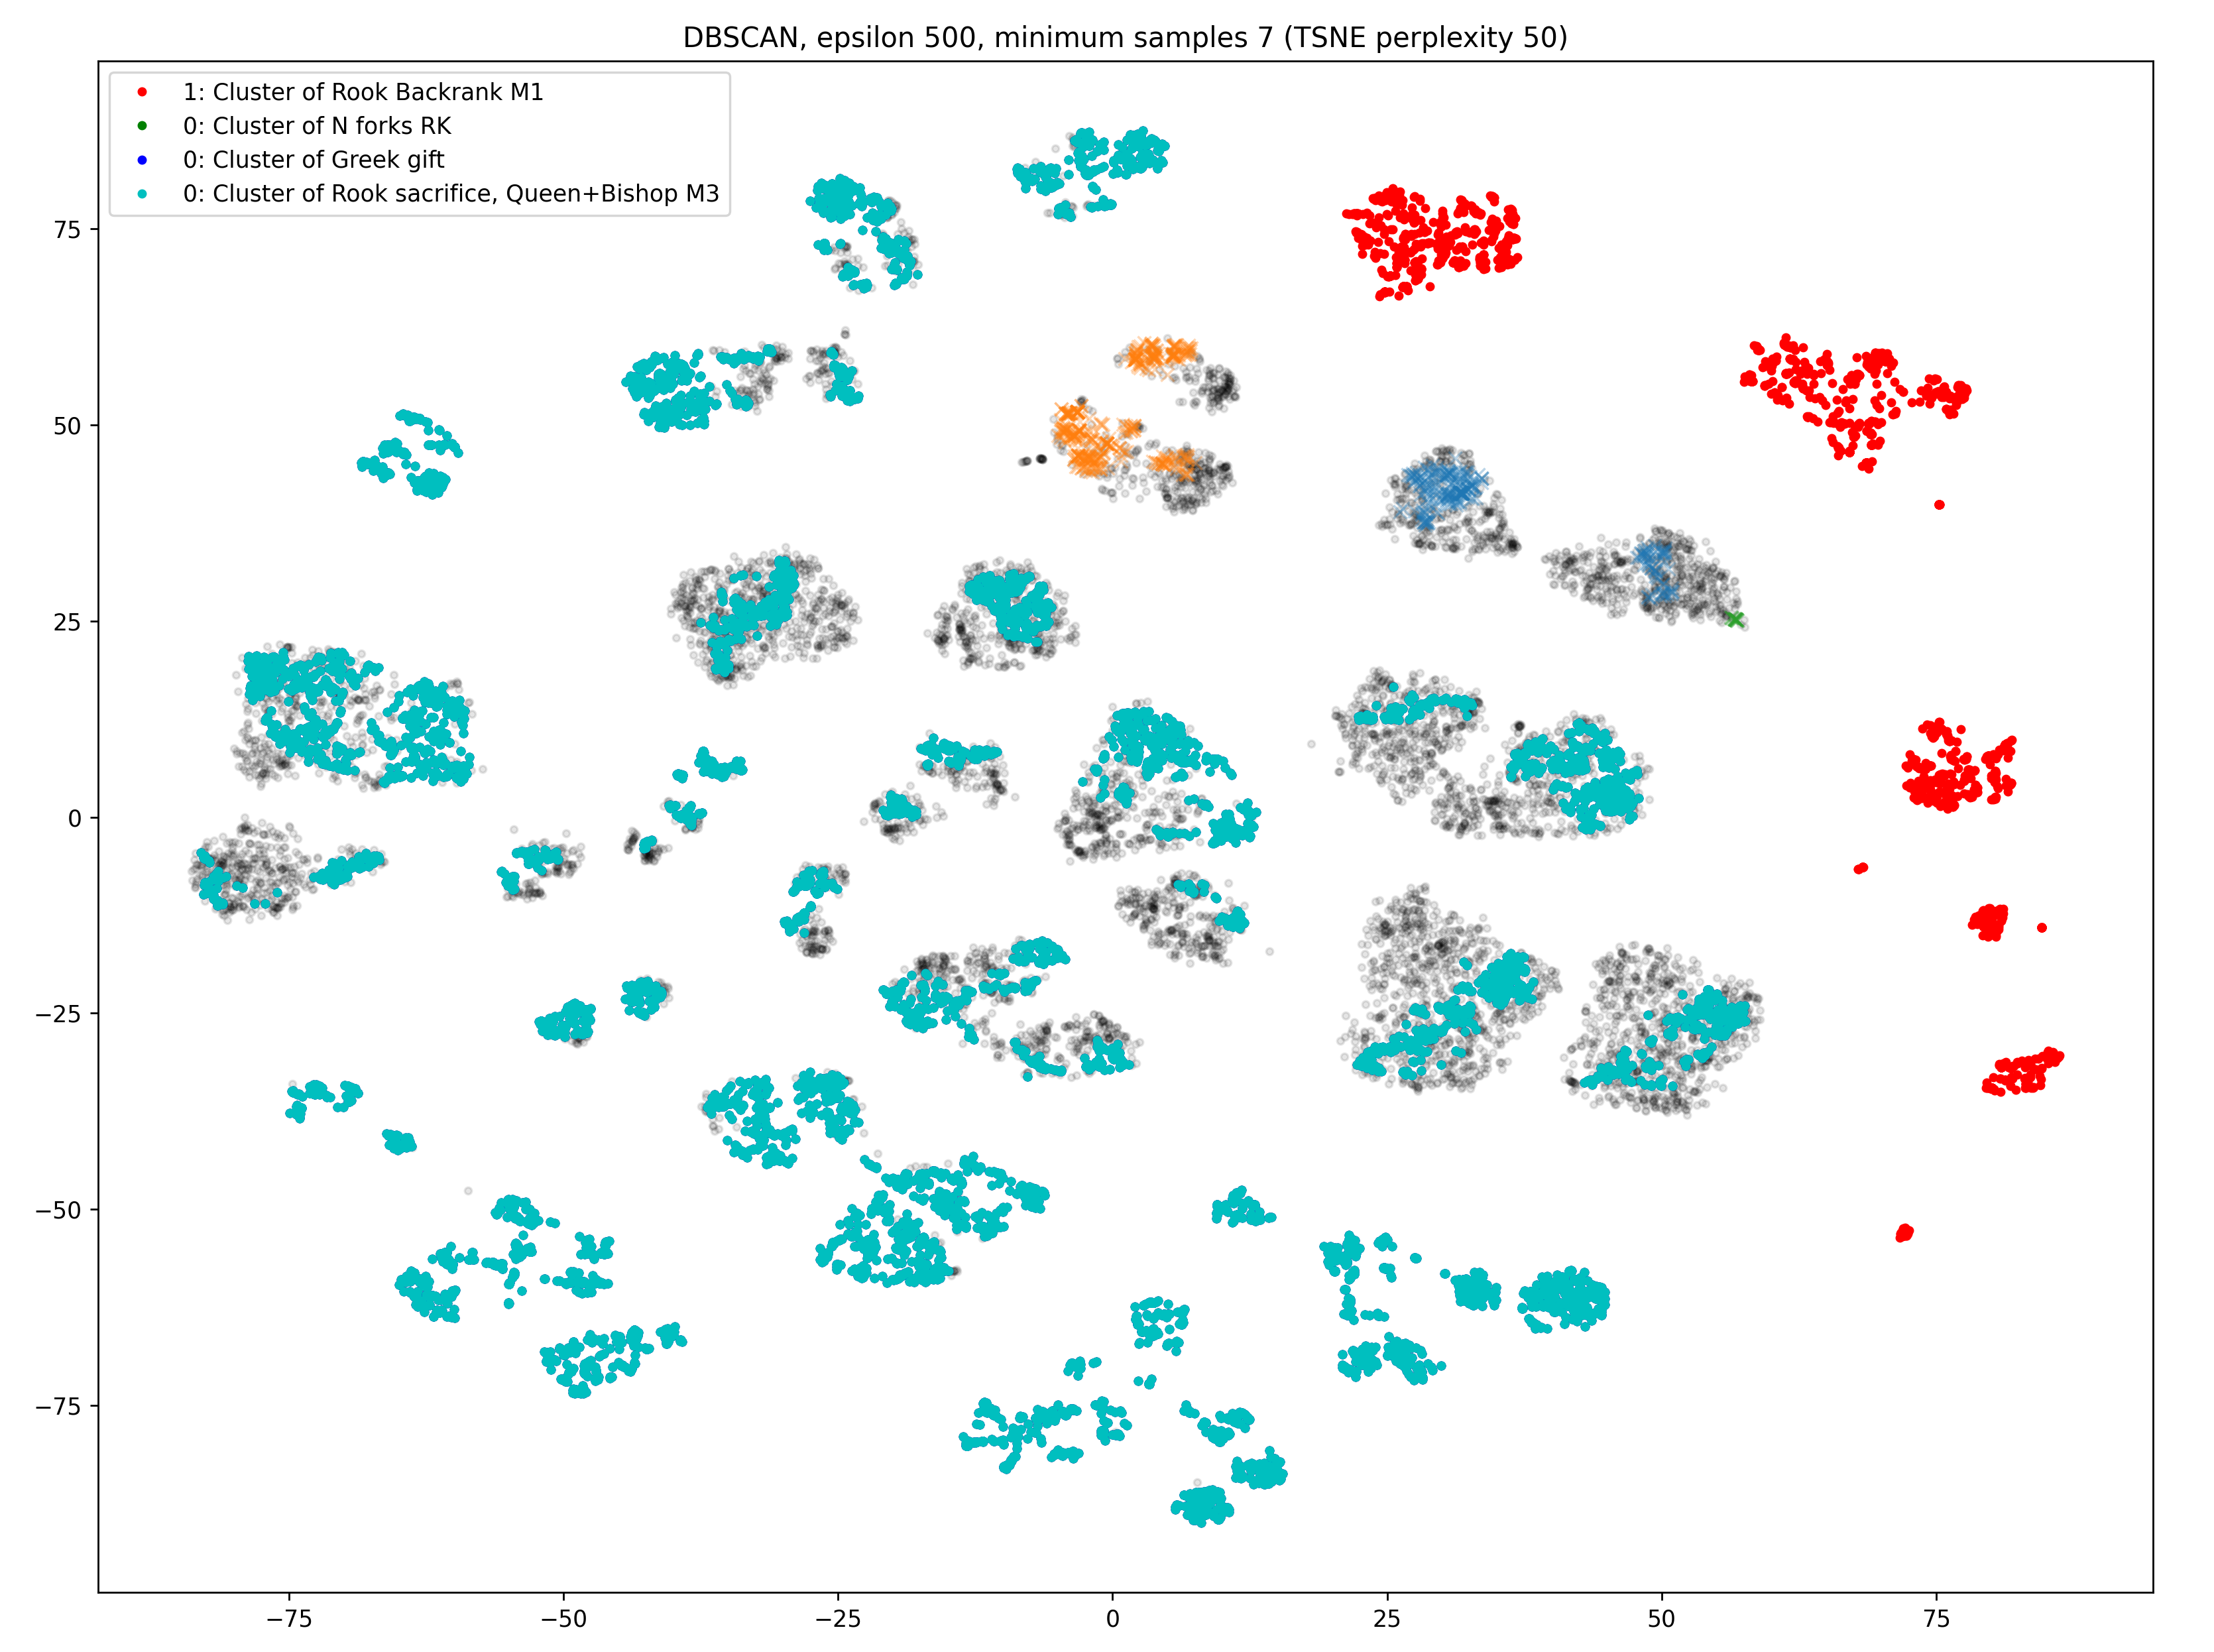 DBSCAN, epsilon 500, minimum samples 7 (TSNE perplexity 50)
1: Cluster of Rook Backrank M1
0: Cluster of N forks RK
0: Cluster of Greek gift
0: Cluster of Rook sacrifice, Queen+Bishop M3
75
50
25
0
−25
−50
−75
−75 −50 −25 0 25 50 75